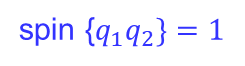 spin {q₁q₂} = 1